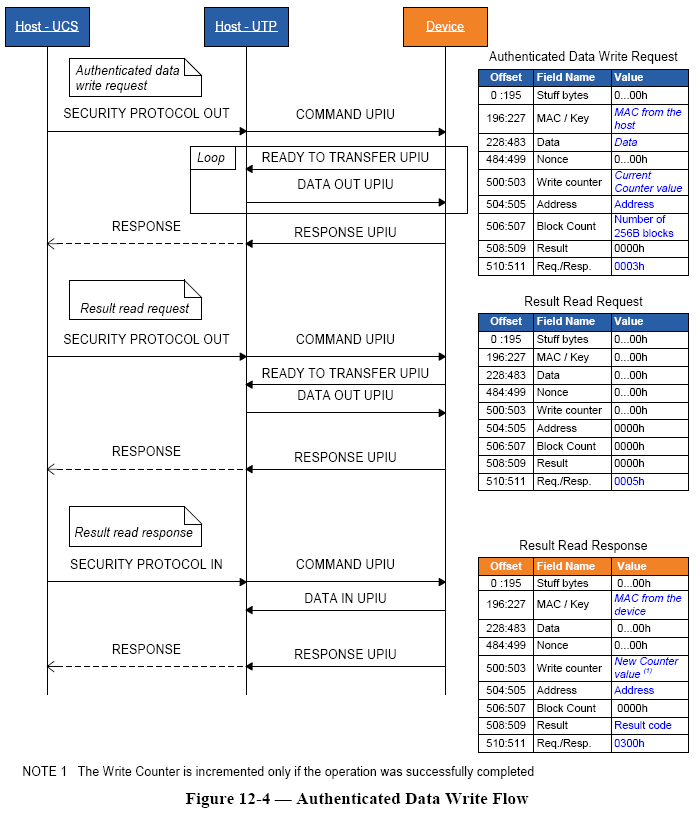 Host - UCS
Host - UTP
Device
Authenticated data
write request
SECURITY PROTOCOL OUT
COMMAND UPIU
Loop
READY TO TRANSFER UPIU
DATA OUT UPIU
RESPONSE
RESPONSE UPIU
Result read request
SECURITY PROTOCOL OUT
COMMAND UPIU
READY TO TRANSFER UPIU
DATA OUT UPIU
RESPONSE
RESPONSE UPIU
Result read response
SECURITY PROTOCOL IN
COMMAND UPIU
DATA IN UPIU
RESPONSE
RESPONSE UPIU
Authenticated Data Write Request
Offset Field Name Value
0 :195 Stuff bytes 0...00h
196:227 MAC / Key MAC from the
host
228:483 Data Data
484:499 Nonce 0...00h
500:503 Write counter Current
Counter value
504:505 Address Address
506:507 Block Count Number of
256B blocks
508:509 Result 0000h
510:511 Req./Resp. 0003h
Result Read Request
Offset Field Name Value
0 :195 Stuff bytes 0...00h
196:227 MAC / Key 0...00h
228:483 Data 0...00h
484:499 Nonce 0...00h
500:503 Write counter 0...00h
504:505 Address 0000h
506:507 Block Count 0000h
508:509 Result 0000h
510:511 Req./Resp. 0005h
Result Read Response
Offset Field Name Value
0 :195 Stuff bytes 0...00h
196:227 MAC / Key MAC from the
device
228:483 Data 0...00h
484:499 Nonce 0...00h
500:503 Write counter New Counter
value (1)
504:505 Address Address
506:507 Block Count 0000h
508:509 Result Result code
510:511 Req./Resp. 0300h
NOTE 1 The Write Counter is incremented only if the operation was successfully completed
Figure 12-4 — Authenticated Data Write Flow